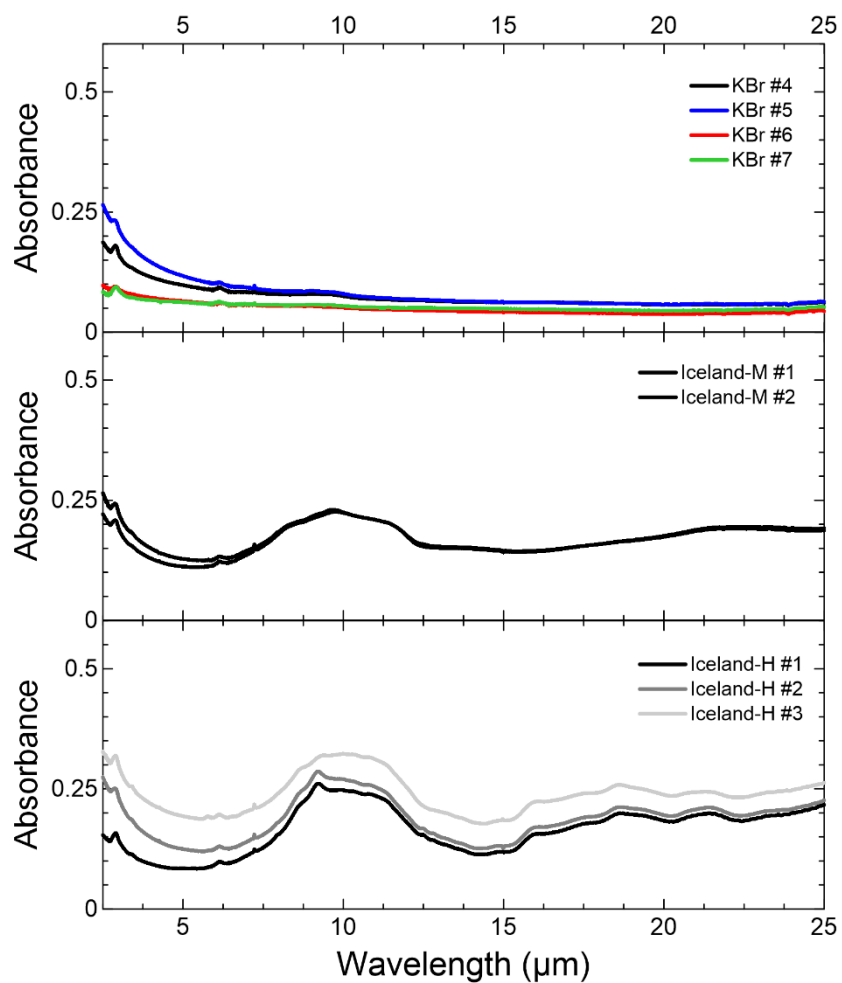 5 10 15 20 25
0.5
0.25
0
Absorbance
KBr #4
KBr #5
KBr #6
KBr #7
0.5
0.25
0
Absorbance
Iceland-M #1
Iceland-M #2
0.5
0.25
0
Absorbance
Iceland-H #1
Iceland-H #2
Iceland-H #3
5 10 15 20 25
Wavelength (μm)